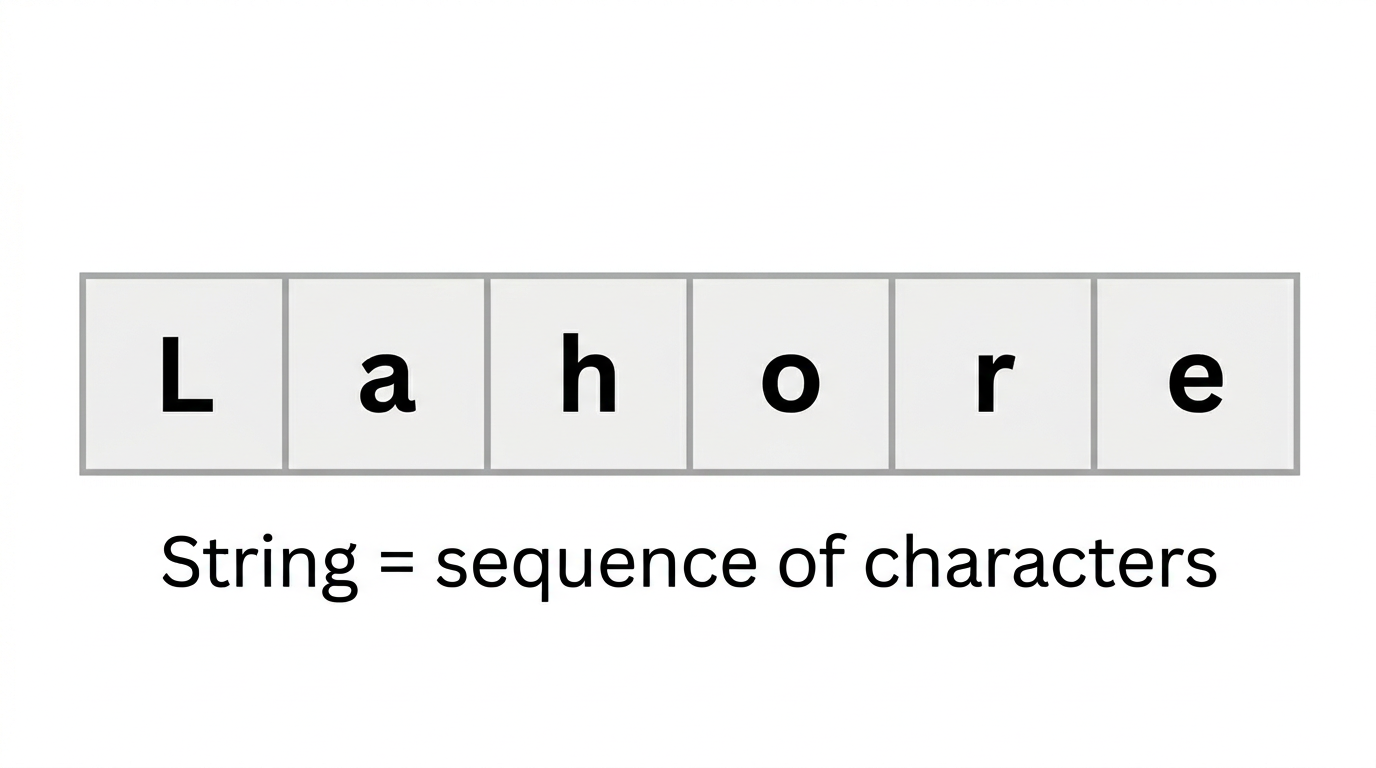 L a h o r e
String = sequence of characters